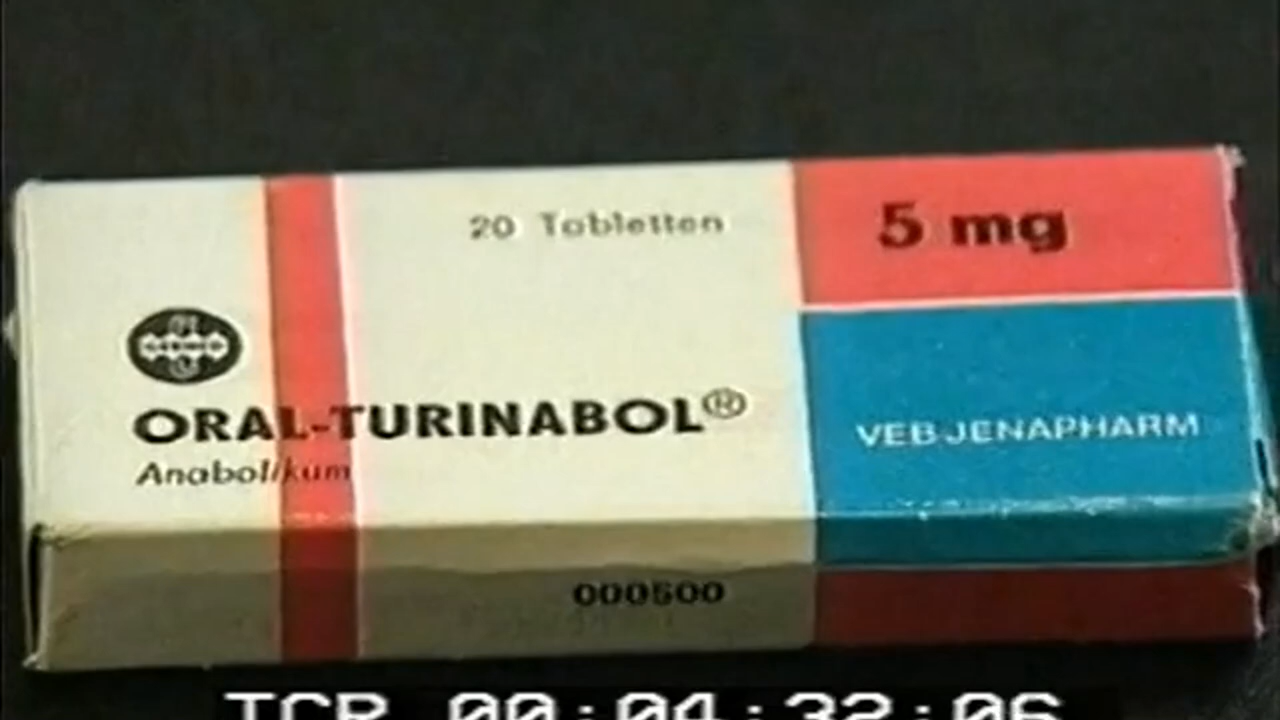 20 Tabletten
5 mg
ORAL-TURINABOL®
Anabolikum
VEB JENAPHARM
000500
TCR 00:04:32:06